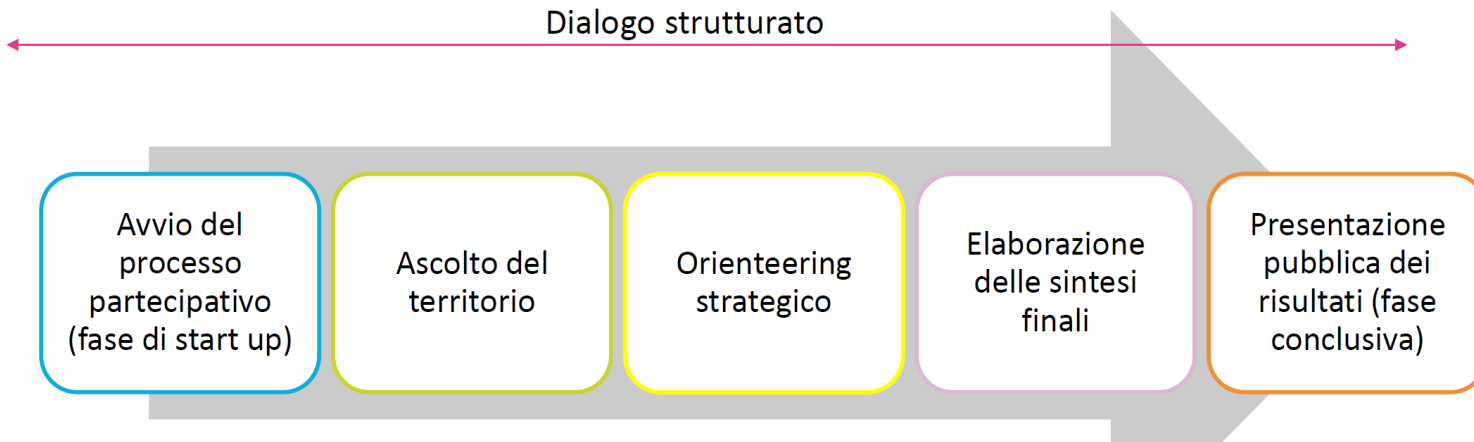 Dialogo strutturato
Avvio del
processo
partecipativo
(fase di start up)
Ascolto del
territorio
Orienteering
strategico
Elaborazione
delle sintesi
finali
Presentazione
pubblica dei
risultati (fase
conclusiva)